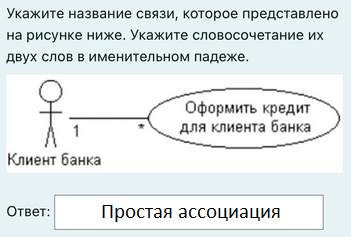 Укажите название связи, которое представлено
на рисунке ниже. Укажите словосочетание их
двух слов в именительном падеже.
Оформить кредит
для клиента банка
1 *
Клиент банка
Ответ: Простая ассоциация